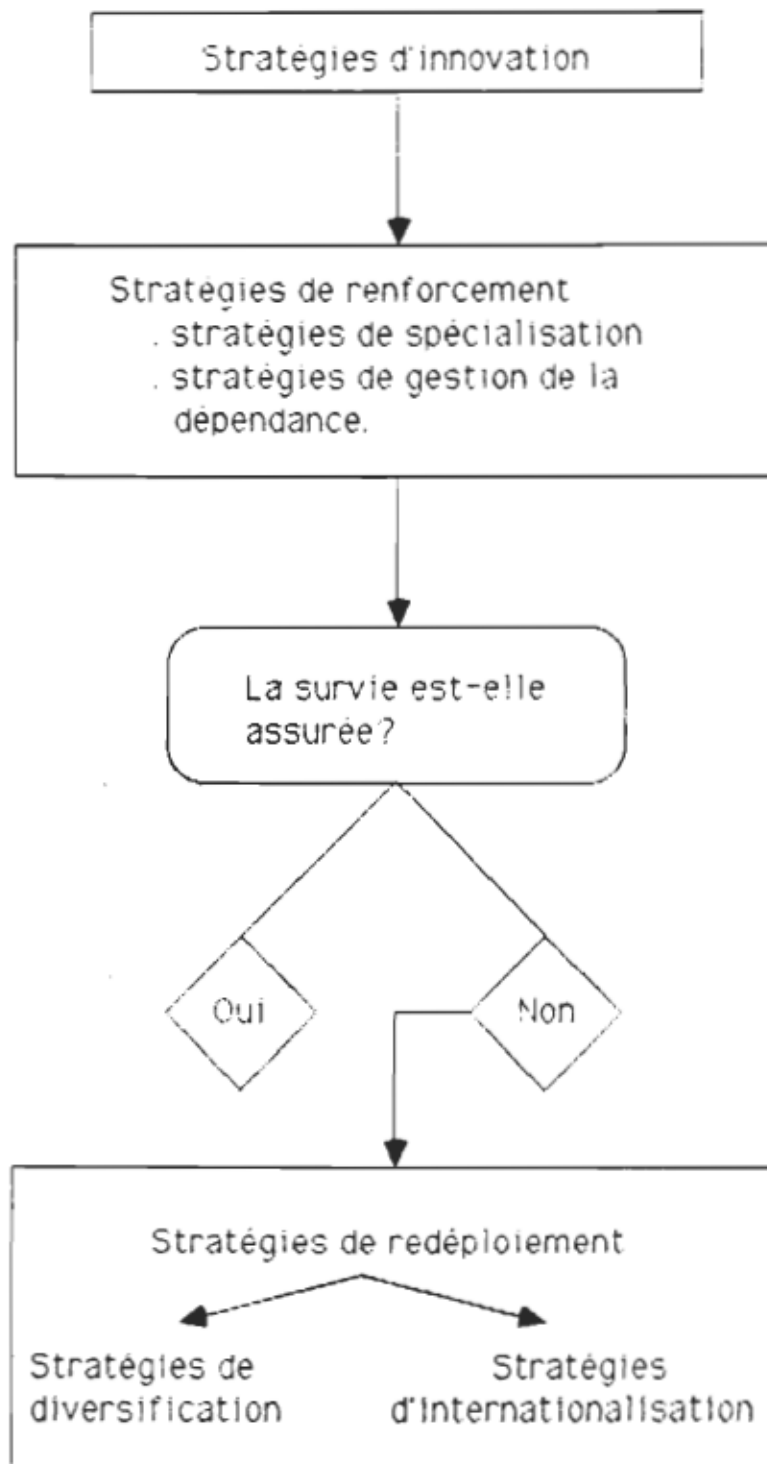 Stratégies d'innovation
Stratégies de renforcement
. stratégies de spécialisation
. stratégies de gestion de la
dépendance.
La survie est-elle
assurée?
Oui
Non
Stratégies de redéploiement
Stratégies de
diversification
Stratégies
d'internationalisation